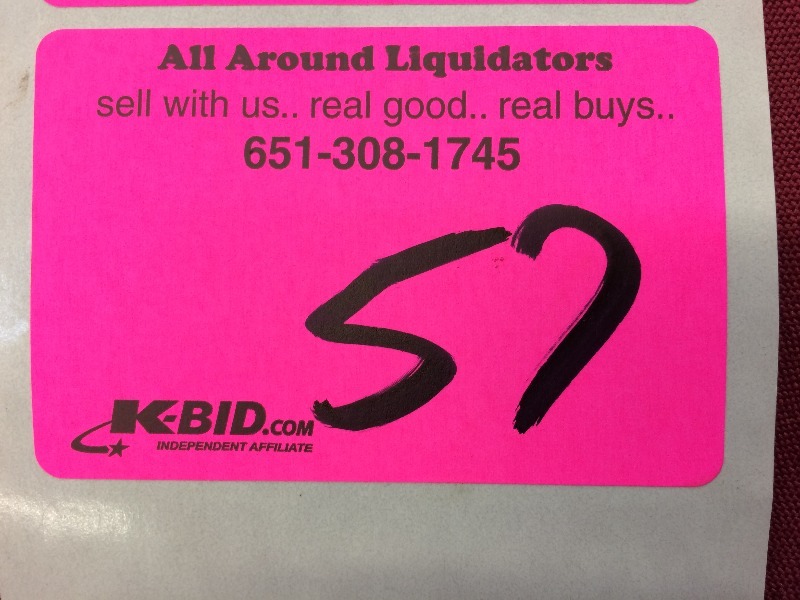 All Around Liquidators
sell with us.. real good.. real buys..
651-308-1745
57
K-BID.COM
INDEPENDENT AFFILIATE